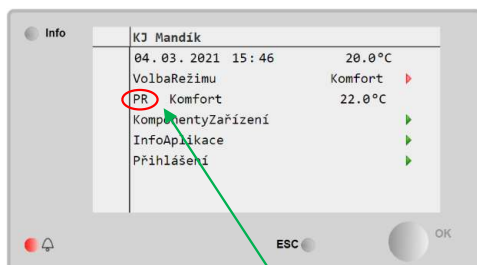 Info
KJ Mandík
04.03.2021 15:46 20.0°C
VolbaRežimu Komfort
PR Komfort 22.0°C
KomponentyZařízení
InfoAplikace
Přihlášení
ESC
OK